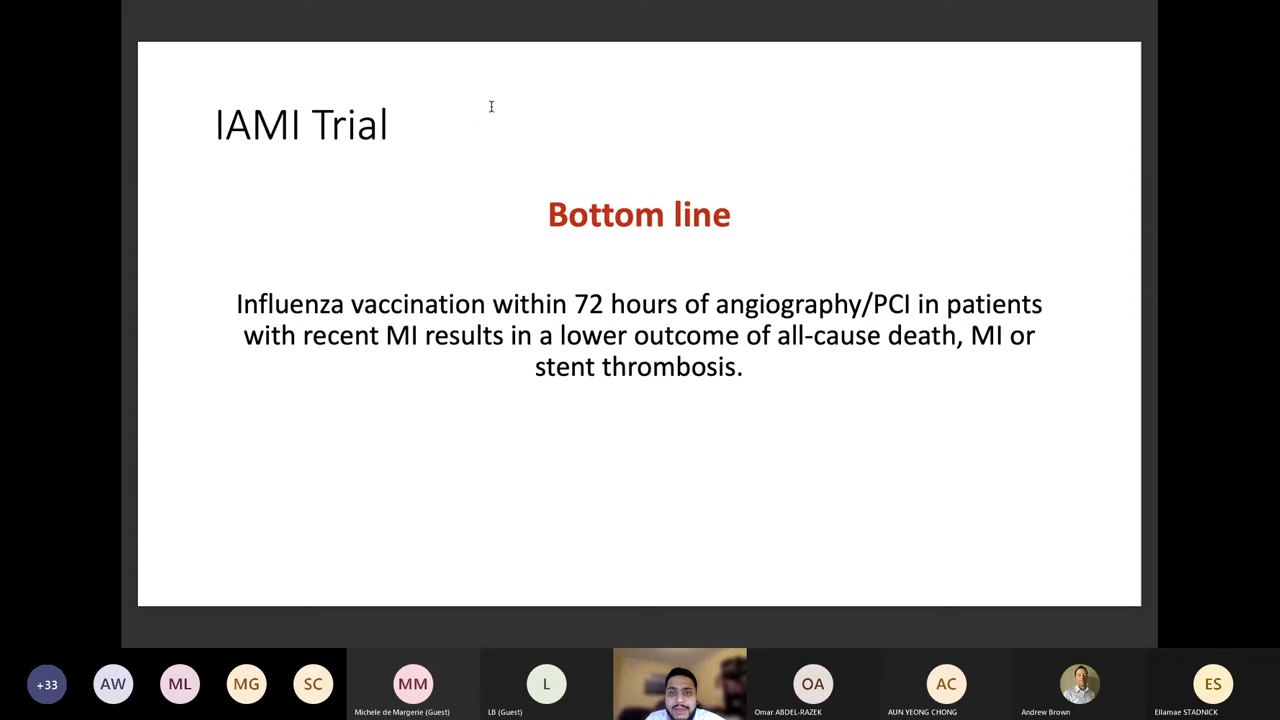 IAMI Trial
Bottom line
Influenza vaccination within 72 hours of angiography/PCI in patients
with recent MI results in a lower outcome of all-cause death, MI or
stent thrombosis.
+33
AW
ML
MG
SC
MM
L
OA
AC
ES
Michele de Margerie (Guest)
LB (Guest)
Omar ABDEL-RAZEK
AUN YEONG CHONG
Andrew Brown
Ellamae STADNICK